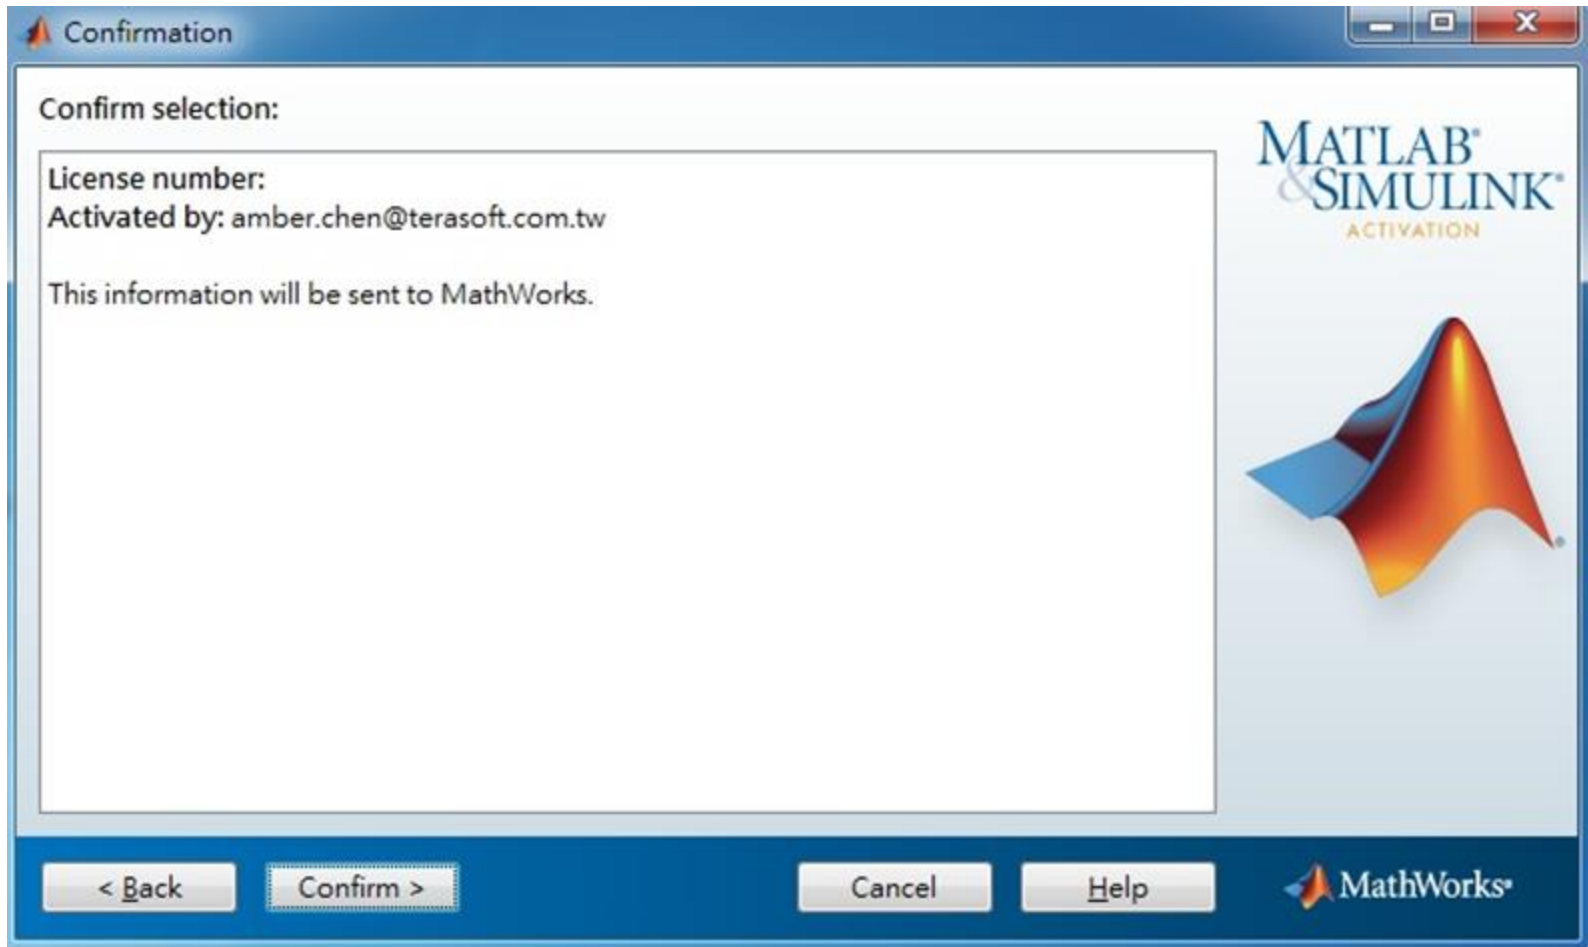 Confirmation
Confirm selection:
License number:
Activated by: amber.chen@terasoft.com.tw
This information will be sent to MathWorks.
MATLAB®
&SIMULINK®
ACTIVATION
< Back
Confirm >
Cancel
Help
MathWorks®